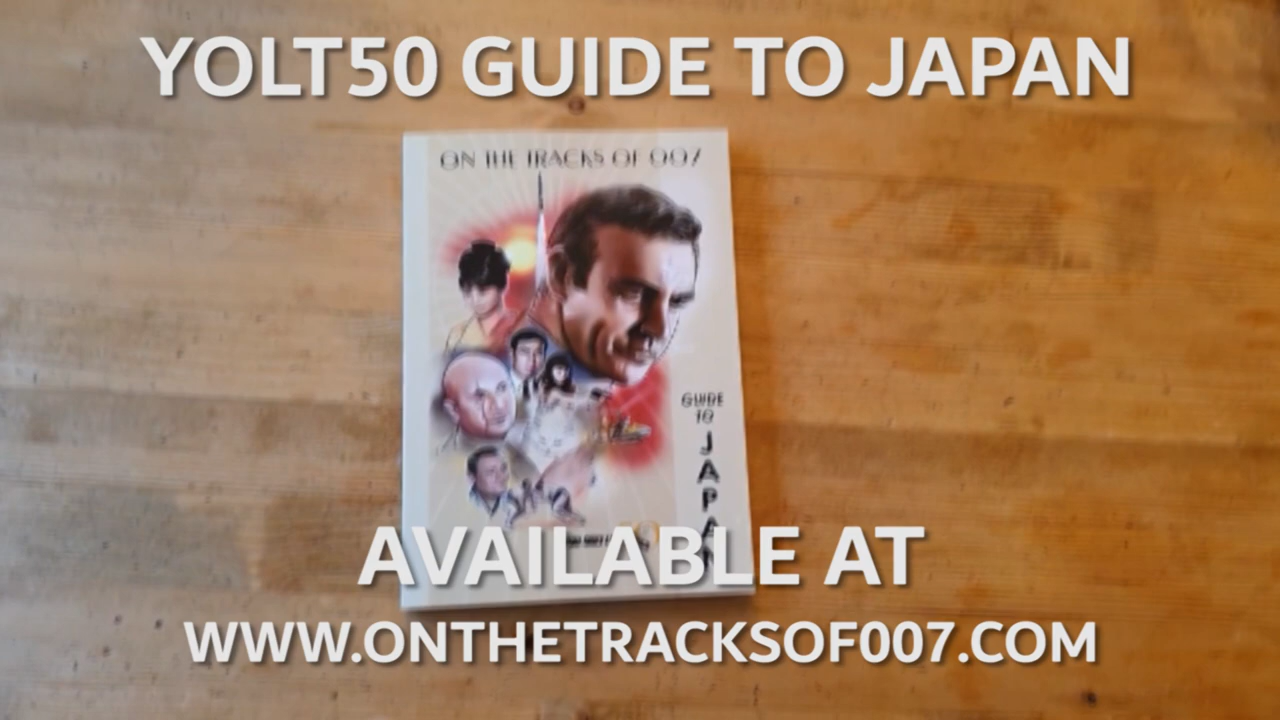 YOLT50 GUIDE TO JAPAN
ON THE TRACKS OF 007
GUIDE
TO
JAPAN
AVAILABLE AT
WWW.ONTHETRACKSOF007.COM